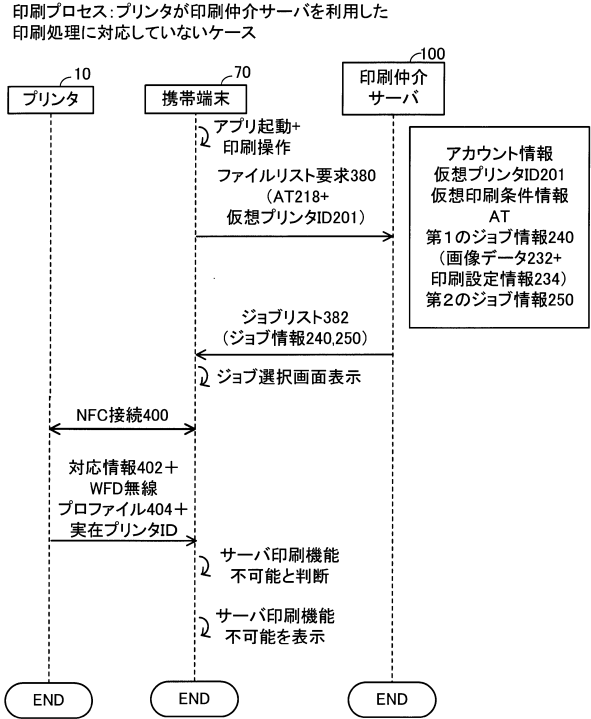 印刷プロセス：プリンタが印刷仲介サーバを利用した
印刷処理に対応していないケース
10
70
100
プリンタ
携帯端末
印刷仲介
サーバ
アプリ起動+
印刷操作
ファイルリスト要求380
（AT218+
仮想プリンタID201）
アカウント情報
仮想プリンタID201
仮想印刷条件情報
AT
第１のジョブ情報240
（画像データ232+
印刷設定情報234）
第２のジョブ情報250
ジョブリスト382
（ジョブ情報240,250）
ジョブ選択画面表示
NFC接続400
対応情報402＋
WFD無線
プロファイル404＋
実在プリンタID
サーバ印刷機能
不可能と判断
サーバ印刷機能
不可能を表示
END
END
END